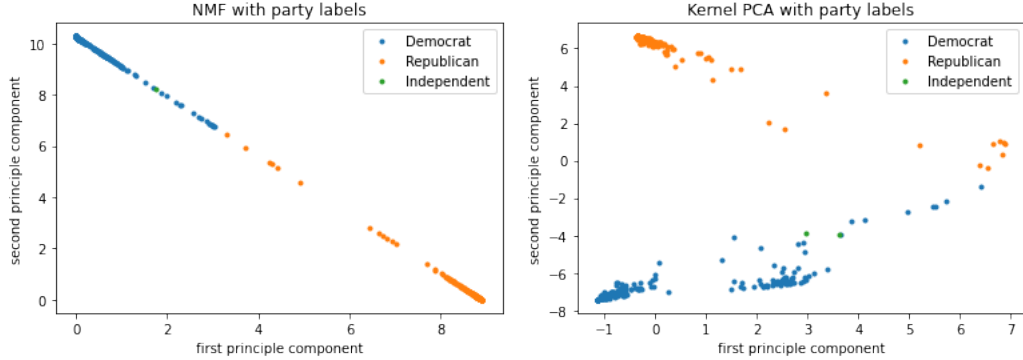 NMF with party labels
10
8
6
4
2
0
second principle component
0
2
4
6
8
first principle component
Democrat
Republican
Independent
Kernel PCA with party labels
6
4
2
0
−2
−4
−6
−8
second principle component
−1
0
1
2
3
4
5
6
7
first principle component
Democrat
Republican
Independent